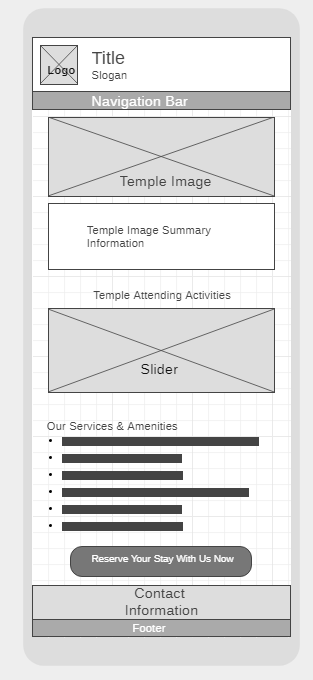 Logo
Title
Slogan
Navigation Bar
Temple Image
Temple Image Summary
Information
Temple Attending Activities
Slider
Our Services & Amenities
Reserve Your Stay With Us Now
Contact
Information
Footer